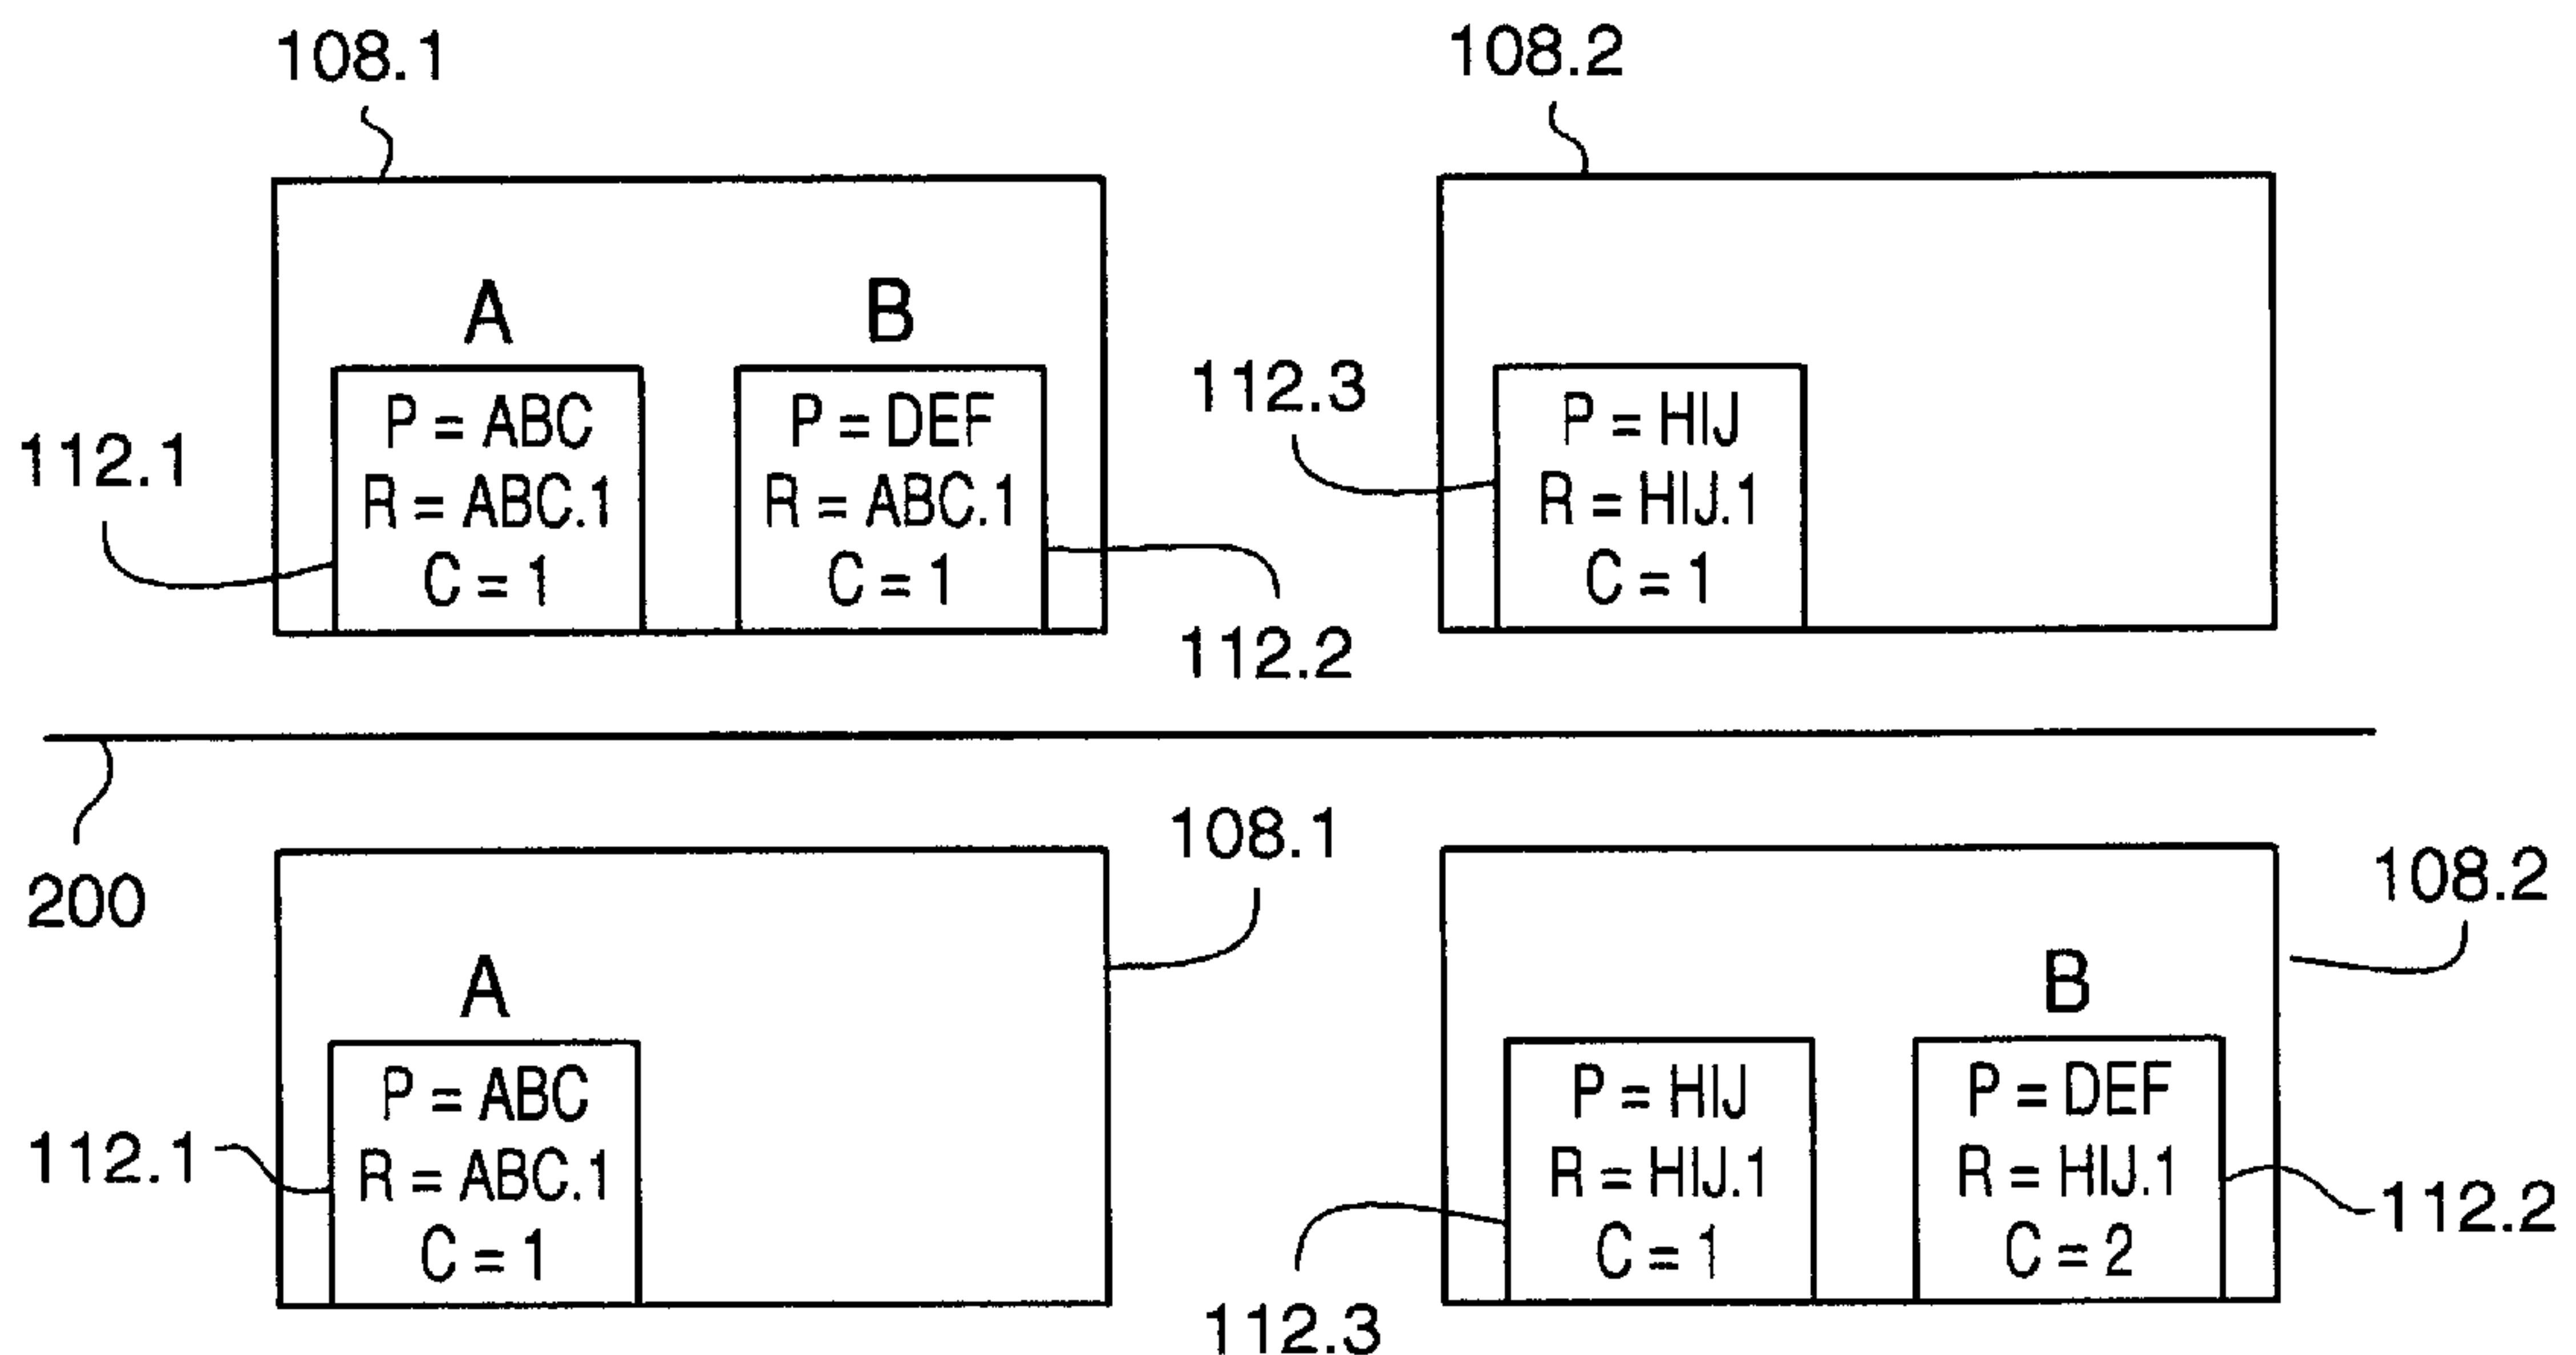 108.1
108.2
A
B
112.1
P = ABC
R = ABC.1
C = 1
P = DEF
R = ABC.1
C = 1
112.2
112.3
P = HIJ
R = HIJ.1
C = 1
200
108.1
108.2
A
B
112.1
P = ABC
R = ABC.1
C = 1
112.3
P = HIJ
R = HIJ.1
C = 1
P = DEF
R = HIJ.1
C = 2
112.2